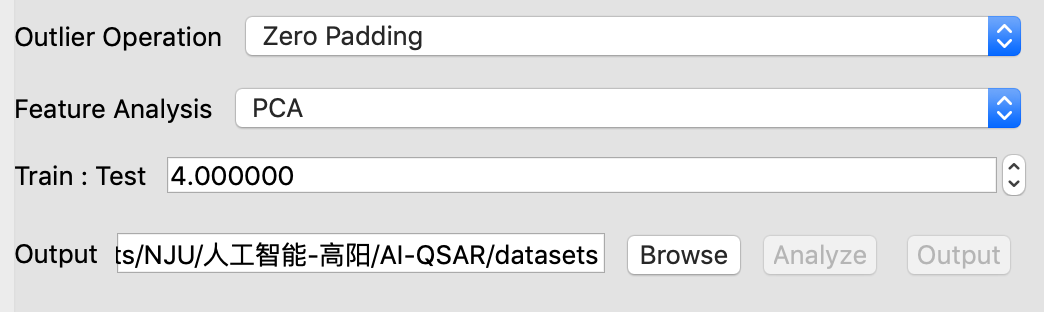 Outlier Operation Zero Padding
Feature Analysis PCA
Train : Test 4.000000
Output ts/NJU/人工智能-高阳/AI-QSAR/datasets Browse Analyze Output